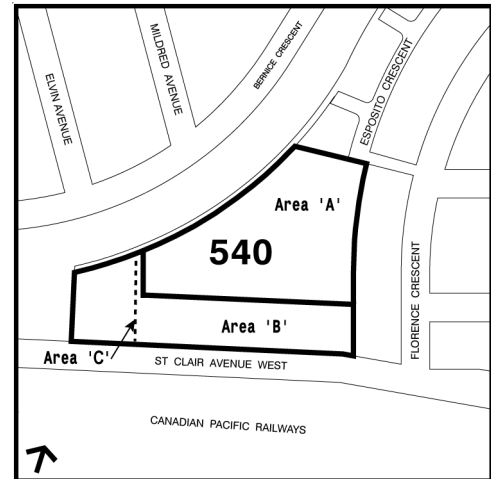 ELVIN AVENUE
MILDRED AVENUE
BERNICE CRESCENT
ESPOSITO CRESCENT
Area 'A'
540
FLORENCE CRESCENT
Area 'B'
Area 'C'
ST CLAIR AVENUE WEST
CANADIAN PACIFIC RAILWAYS